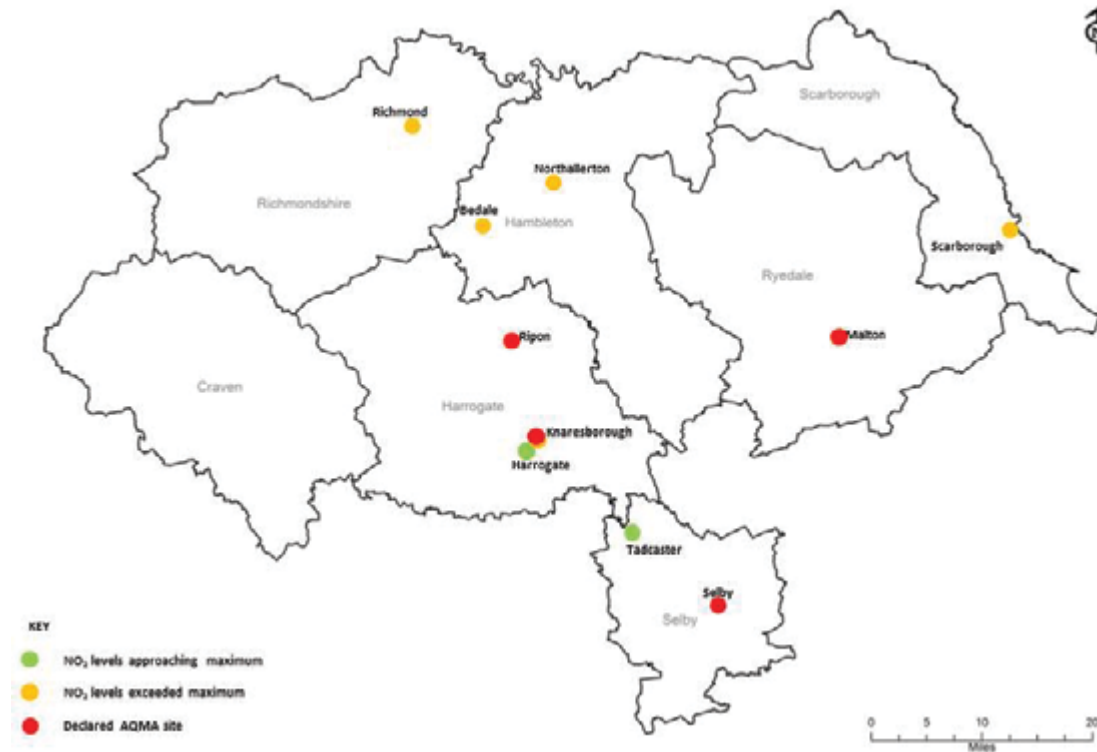 Scarborough
Richmond
Northallerton
Richmondshire
Bedale
Hambleton
Scarborough
Ryedale
Ripon
Malton
Craven
Harrogate
Knaresborough
Harrogate
Tadcaster
Selby
Selby
KEY
NO₂ levels approaching maximum
NO₂ levels exceeded maximum
Declared AQMA site
0 5 10 20
Miles